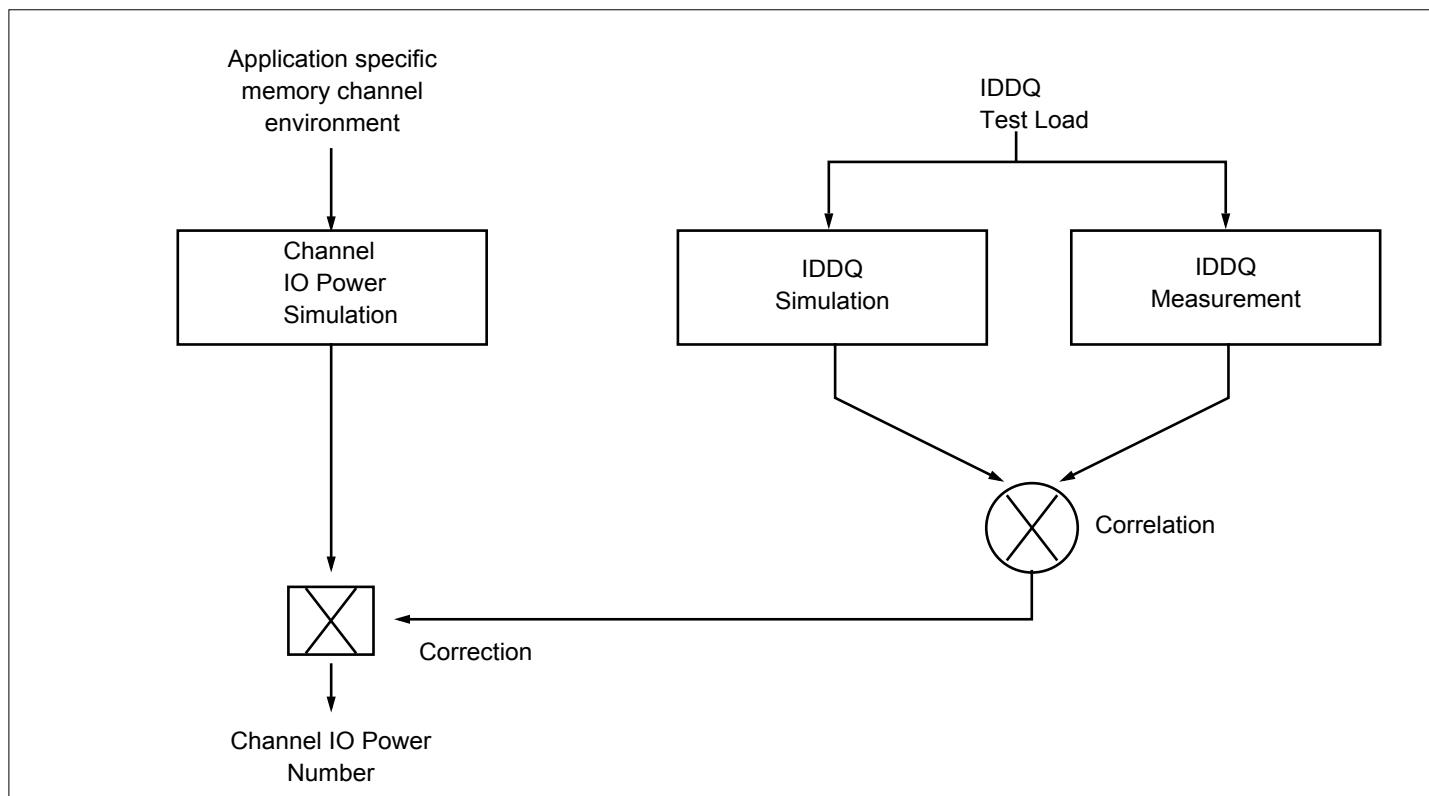 Application specific
memory channel
environment
IDDQ
Test Load
Channel
IO Power
Simulation
IDDQ
Simulation
IDDQ
Measurement
Correlation
Correction
Channel IO Power
Number